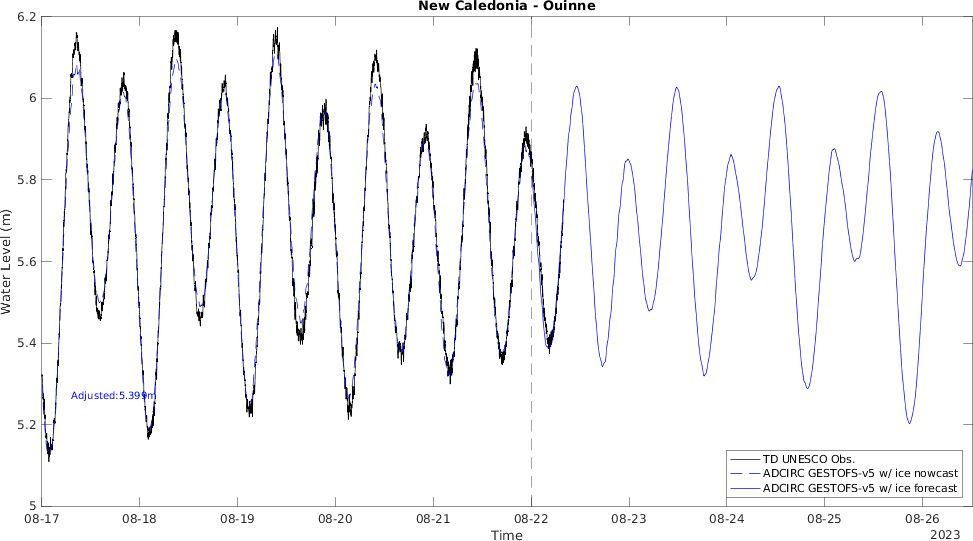 New Caledonia - Ouinne
6.2
6
5.8
5.6
5.4
5.2
5
Water Level (m)
Adjusted:5.399m
TD UNESCO Obs.
ADCIRC GESTOFS-v5 w/ ice nowcast
ADCIRC GESTOFS-v5 w/ ice forecast
08-17 08-18 08-19 08-20 08-21 08-22 08-23 08-24 08-25 08-26
Time
2023